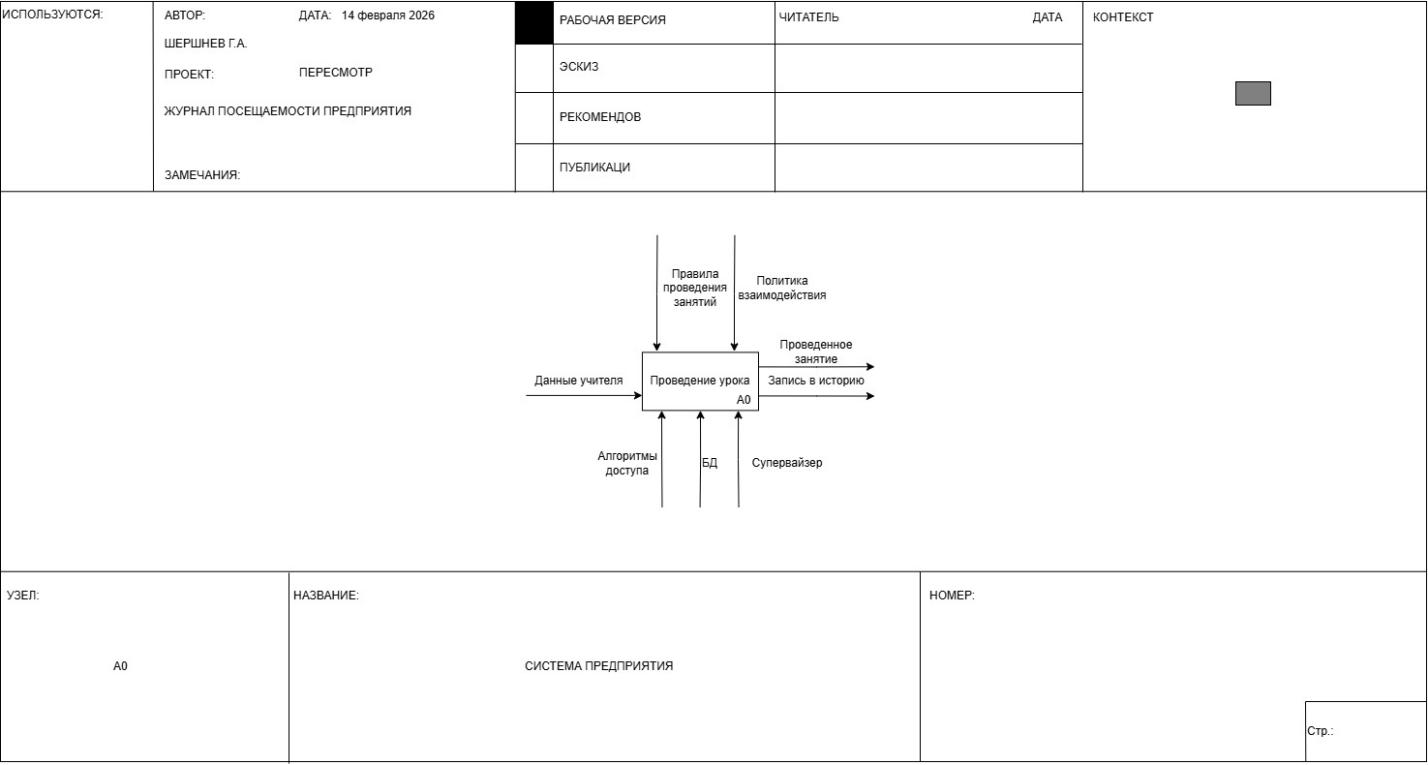 ИСПОЛЬЗУЮТСЯ:
АВТОР:
ДАТА: 14 февраля 2026
ШЕРШНЕВ Г.А.
ПРОЕКТ:
ПЕРЕСМОТР
ЖУРНАЛ ПОСЕЩАЕМОСТИ ПРЕДПРИЯТИЯ
ЗАМЕЧАНИЯ:
РАБОЧАЯ ВЕРСИЯ
ЭСКИЗ
РЕКОМЕНДОВ
ПУБЛИКАЦИ
ЧИТАТЕЛЬ
ДАТА
КОНТЕКСТ
Правила
проведения
занятий
Политика
взаимодействия
Проведенное
занятие
Данные учителя
Проведение урока
A0
Запись в историю
Алгоритмы
доступа
БД
Супервайзер
УЗЕЛ:
A0
НАЗВАНИЕ:
СИСТЕМА ПРЕДПРИЯТИЯ
НОМЕР:
Стр.: